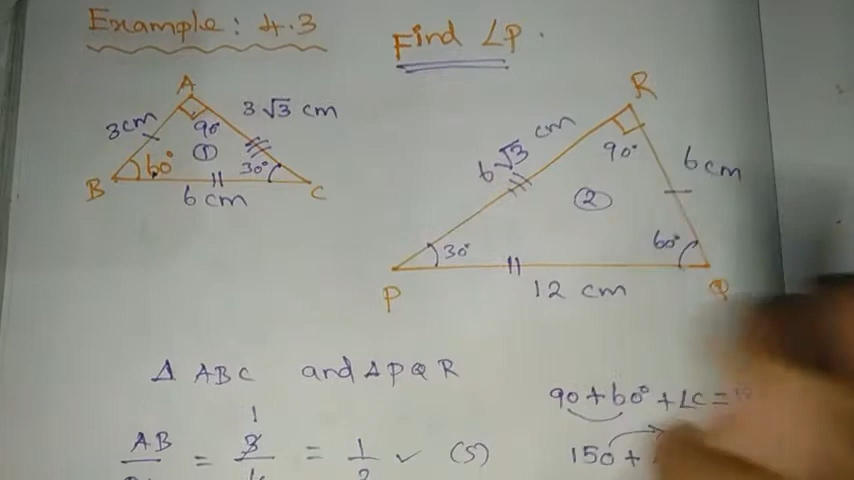 Example: 4.3
Find ∠P.
A
3cm
3√3 cm
90
1
60°
30°
B
6 cm
C
R
6√3 cm
90°
6cm
2
30°
60°
P
12 cm
Q
Δ ABC and Δ PQR
AB = 3 = 1 ✓ (S)
1
2
90+60°+∠C=
150+